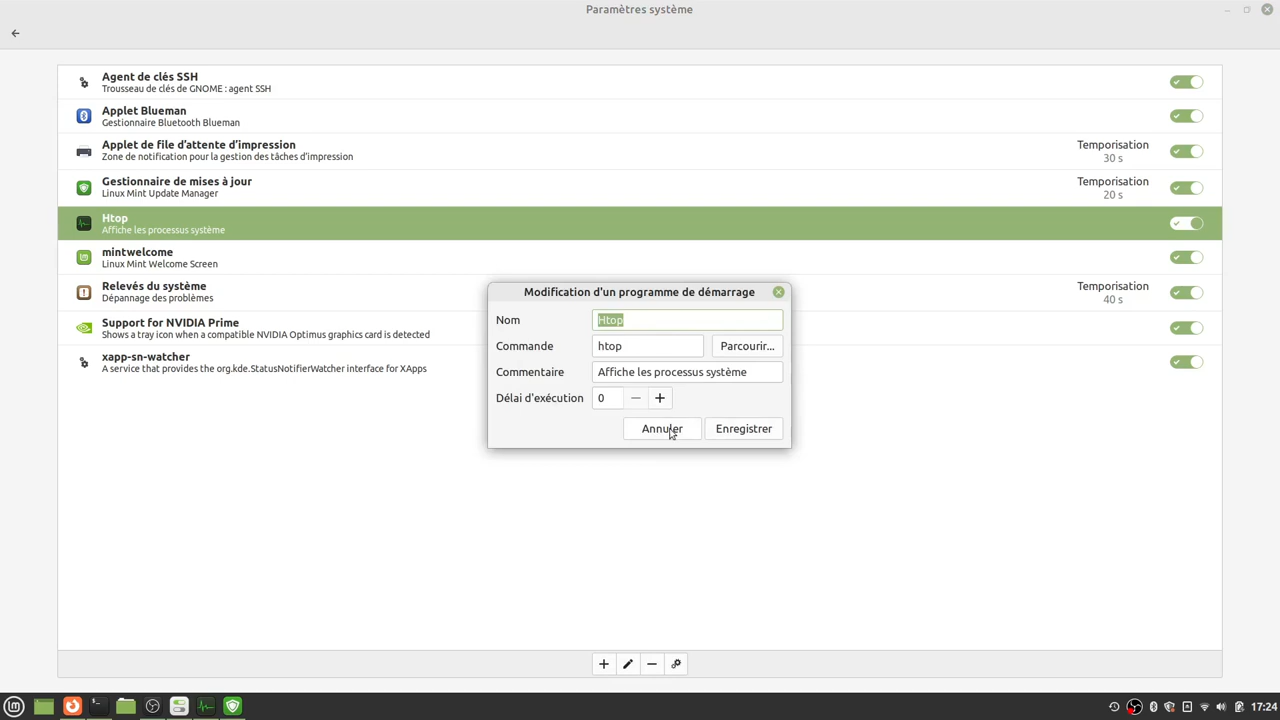 Paramètres système
Agent de clés SSH
Trousseau de clés de GNOME : agent SSH
Applet Blueman
Gestionnaire Bluetooth Blueman
Applet de file d'attente d'impression
Zone de notification pour la gestion des tâches d'impression
Temporisation
30 s
Gestionnaire de mises à jour
Linux Mint Update Manager
Temporisation
20 s
Htop
Affiche les processus système
mintwelcome
Linux Mint Welcome Screen
Relevés du système
Dépannage des problèmes
Temporisation
40 s
Support for NVIDIA Prime
Shows a tray icon when a compatible NVIDIA Optimus graphics card is detected
xapp-sn-watcher
A service that provides the org.kde.StatusNotifierWatcher interface for XApps
Modification d'un programme de démarrage
Nom
Htop
Commande
htop
Parcourir...
Commentaire
Affiche les processus système
Délai d'exécution
0
Annuler
Enregistrer
17:24